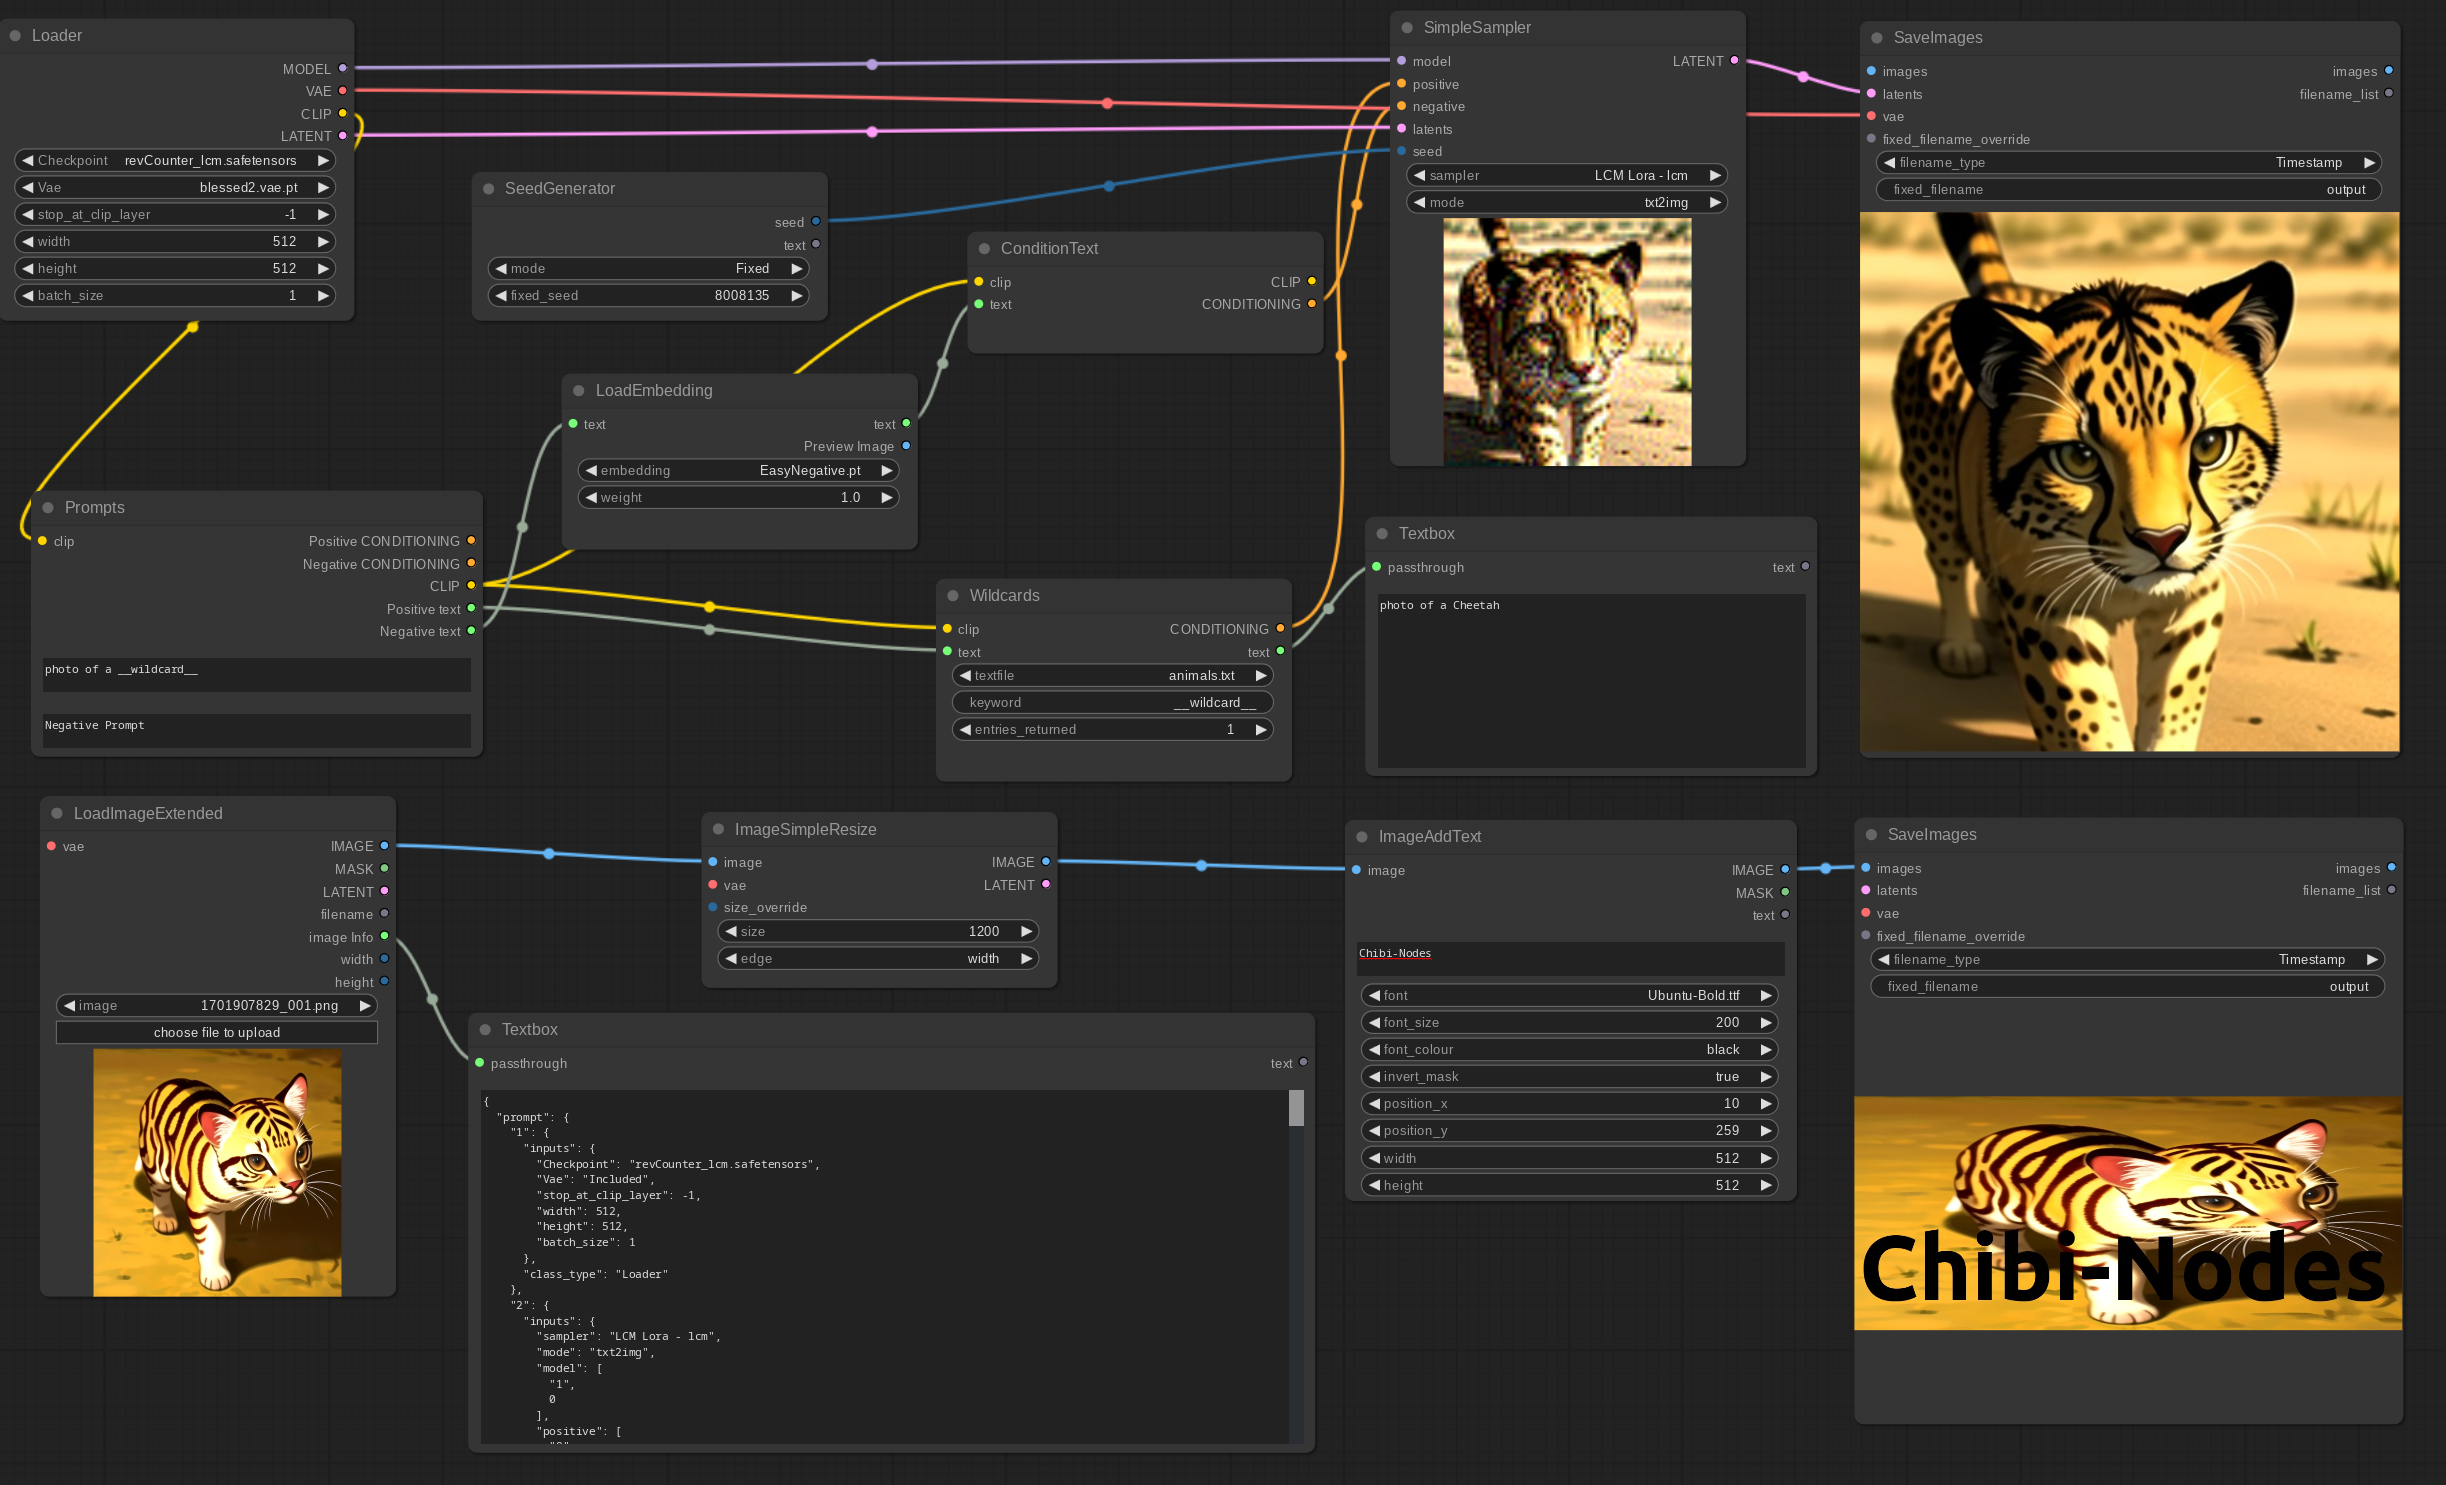 Loader
MODEL
VAE
CLIP
LATENT
Checkpoint revCounter_lcm.safetensors
Vae blessed2.vae.pt
stop_at_clip_layer -1
width 512
height 512
batch_size 1
SeedGenerator
seed
text
mode Fixed
fixed_seed 8008135
ConditionText
clip CLIP
text CONDITIONING
SimpleSampler
model LATENT
positive
negative
latents
seed
sampler LCM Lora - lcm
mode txt2img
SaveImages
images images
latents filename_list
vae
fixed_filename_override
filename_type Timestamp
fixed_filename output
LoadEmbedding
text text
Preview Image
embedding EasyNegative.pt
weight 1.0
Prompts
clip Positive CONDITIONING
Negative CONDITIONING
CLIP
Positive text
Negative text
photo of a __wildcard__
Negative Prompt
Wildcards
clip CONDITIONING
text text
textfile animals.txt
keyword __wildcard__
entries_returned 1
Textbox
passthrough text
photo of a Cheetah
LoadImageExtended
vae IMAGE
MASK
LATENT
filename
image Info
width
height
image 1701907829_001.png
choose file to upload
ImageSimpleResize
image IMAGE
vae LATENT
size_override
size 1200
edge width
Textbox
passthrough text
{
"prompt": {
"1": {
"inputs": {
"Checkpoint": "revCounter_lcm.safetensors",
"Vae": "Included",
"stop_at_clip_layer": -1,
"width": 512,
"height": 512,
"batch_size": 1
},
"class_type": "Loader"
},
"2": {
"inputs": {
"sampler": "LCM Lora - lcm",
"mode": "txt2img",
"model": [
"1",
0
],
"positive": [
ImageAddText
image IMAGE
MASK
text
Chibi-Nodes
font Ubuntu-Bold.ttf
font_size 200
font_colour black
invert_mask true
position_x 10
position_y 259
width 512
height 512
SaveImages
images images
latents filename_list
vae
fixed_filename_override
filename_type Timestamp
fixed_filename output
Chibi-Nodes